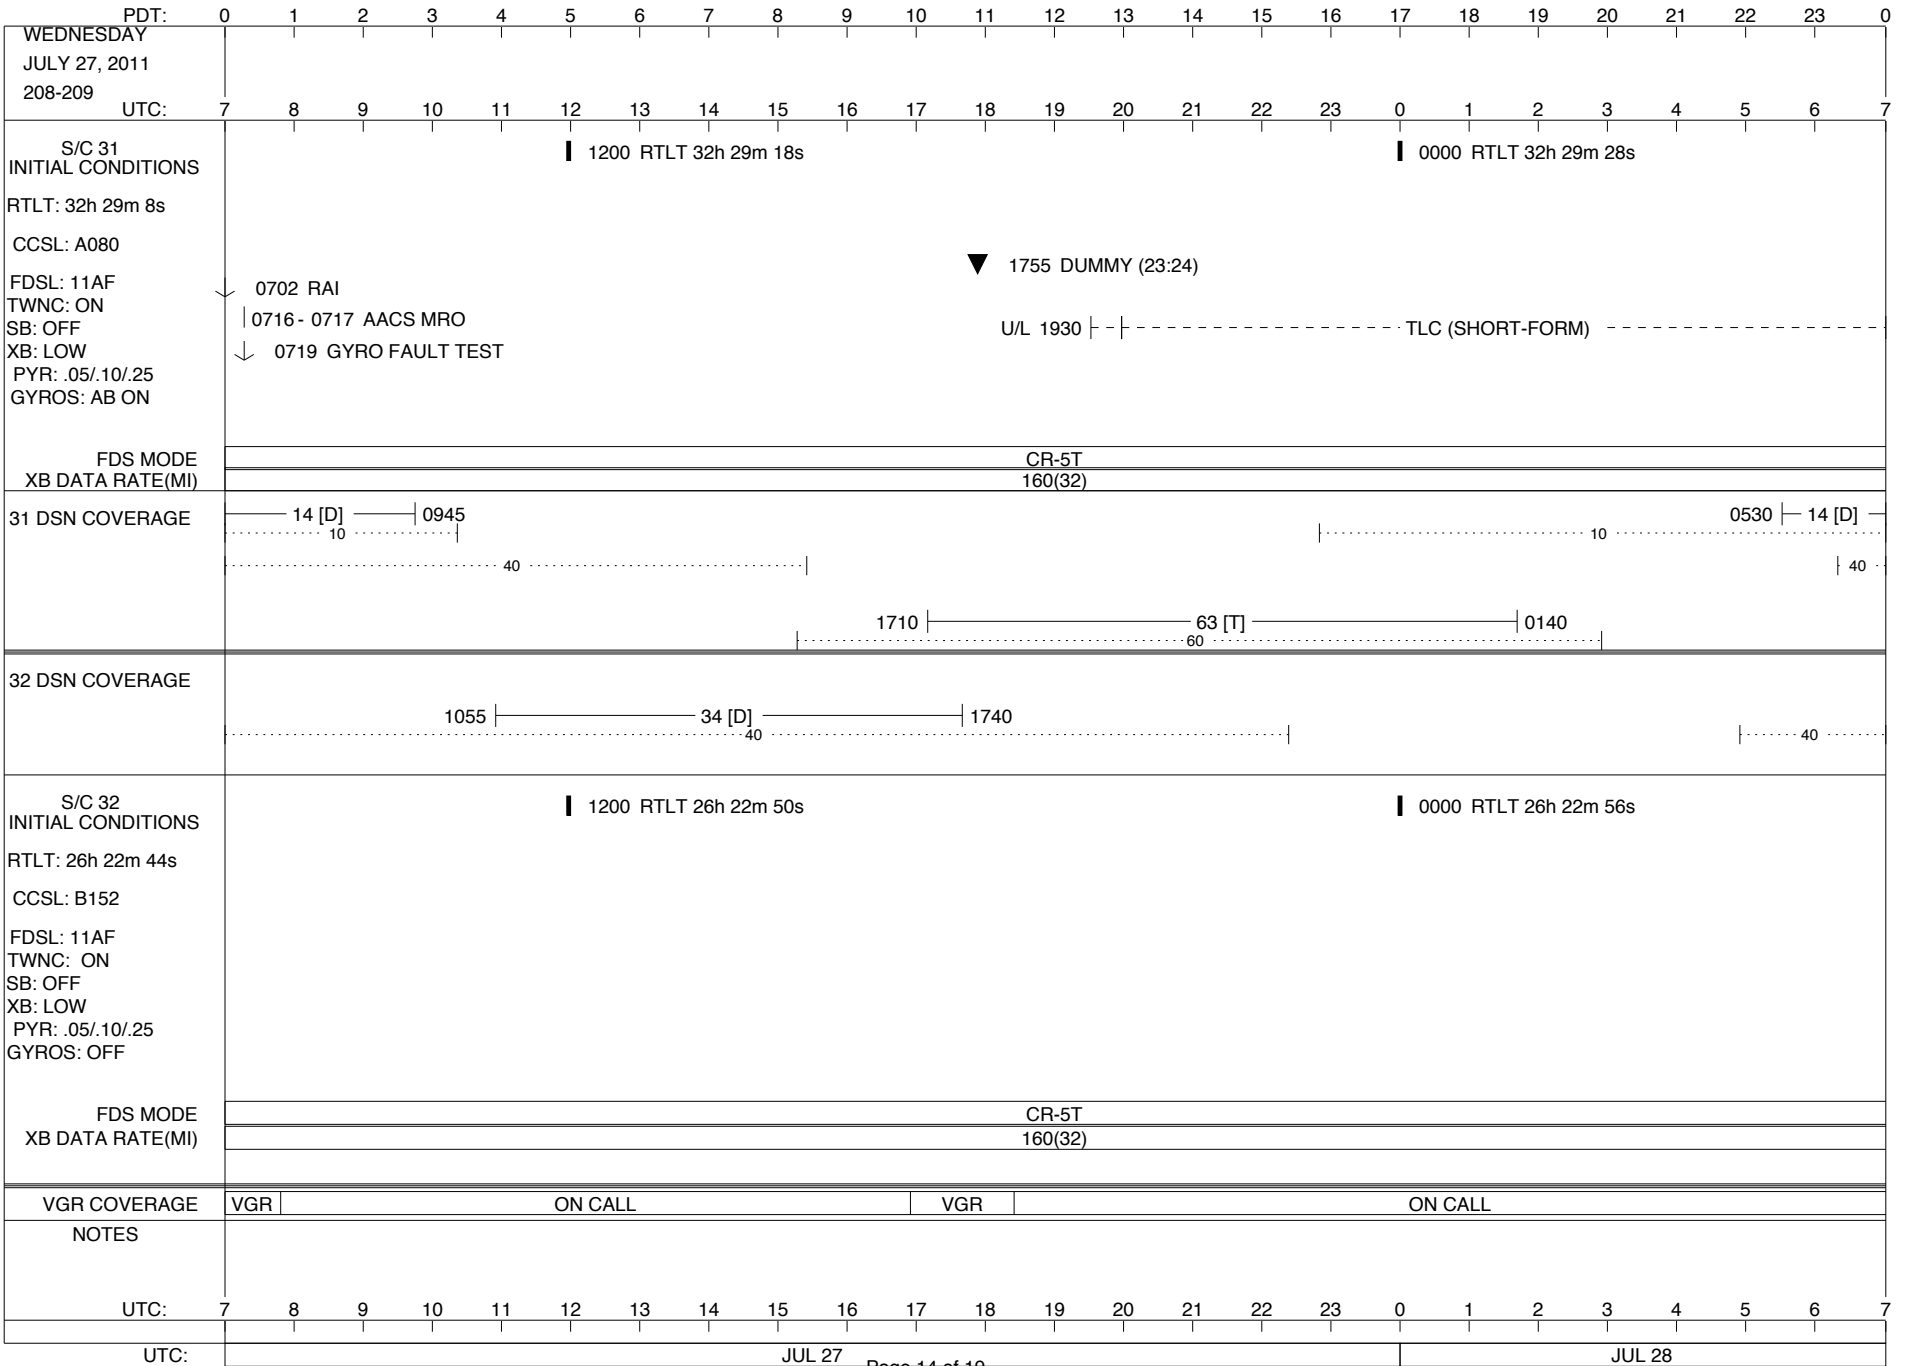 PDT: 0 1 2 3 4 5 6 7 8 9 10 11 12 13 14 15 16 17 18 19 20 21 22 23 0
WEDNESDAY
JULY 27, 2011
208-209
UTC: 7 8 9 10 11 12 13 14 15 16 17 18 19 20 21 22 23 0 1 2 3 4 5 6 7
S/C 31
INITIAL CONDITIONS
1200 RTLT 32h 29m 18s
0000 RTLT 32h 29m 28s
RTLT: 32h 29m 8s
CCSL: A080
1755 DUMMY (23:24)
FDSL: 11AF
0702 RAI
TWNC: ON
0716 - 0717 AACS MRO
SB: OFF
U/L 1930
TLC (SHORT-FORM)
XB: LOW
0719 GYRO FAULT TEST
PYR: .05/.10/.25
GYROS: AB ON
FDS MODE
CR-5T
XB DATA RATE(MI)
160(32)
31 DSN COVERAGE
14 [D] 0945
0530 14 [D]
10
10
40
40
1710 63 [T] 0140
60
32 DSN COVERAGE
1055 34 [D] 1740
40
40
S/C 32
INITIAL CONDITIONS
1200 RTLT 26h 22m 50s
0000 RTLT 26h 22m 56s
RTLT: 26h 22m 44s
CCSL: B152
FDSL: 11AF
TWNC: ON
SB: OFF
XB: LOW
PYR: .05/.10/.25
GYROS: OFF
FDS MODE
CR-5T
XB DATA RATE(MI)
160(32)
VGR COVERAGE VGR ON CALL VGR ON CALL
NOTES
UTC: 7 8 9 10 11 12 13 14 15 16 17 18 19 20 21 22 23 0 1 2 3 4 5 6 7
UTC: JUL 27 JUL 28
Page 14 of 19